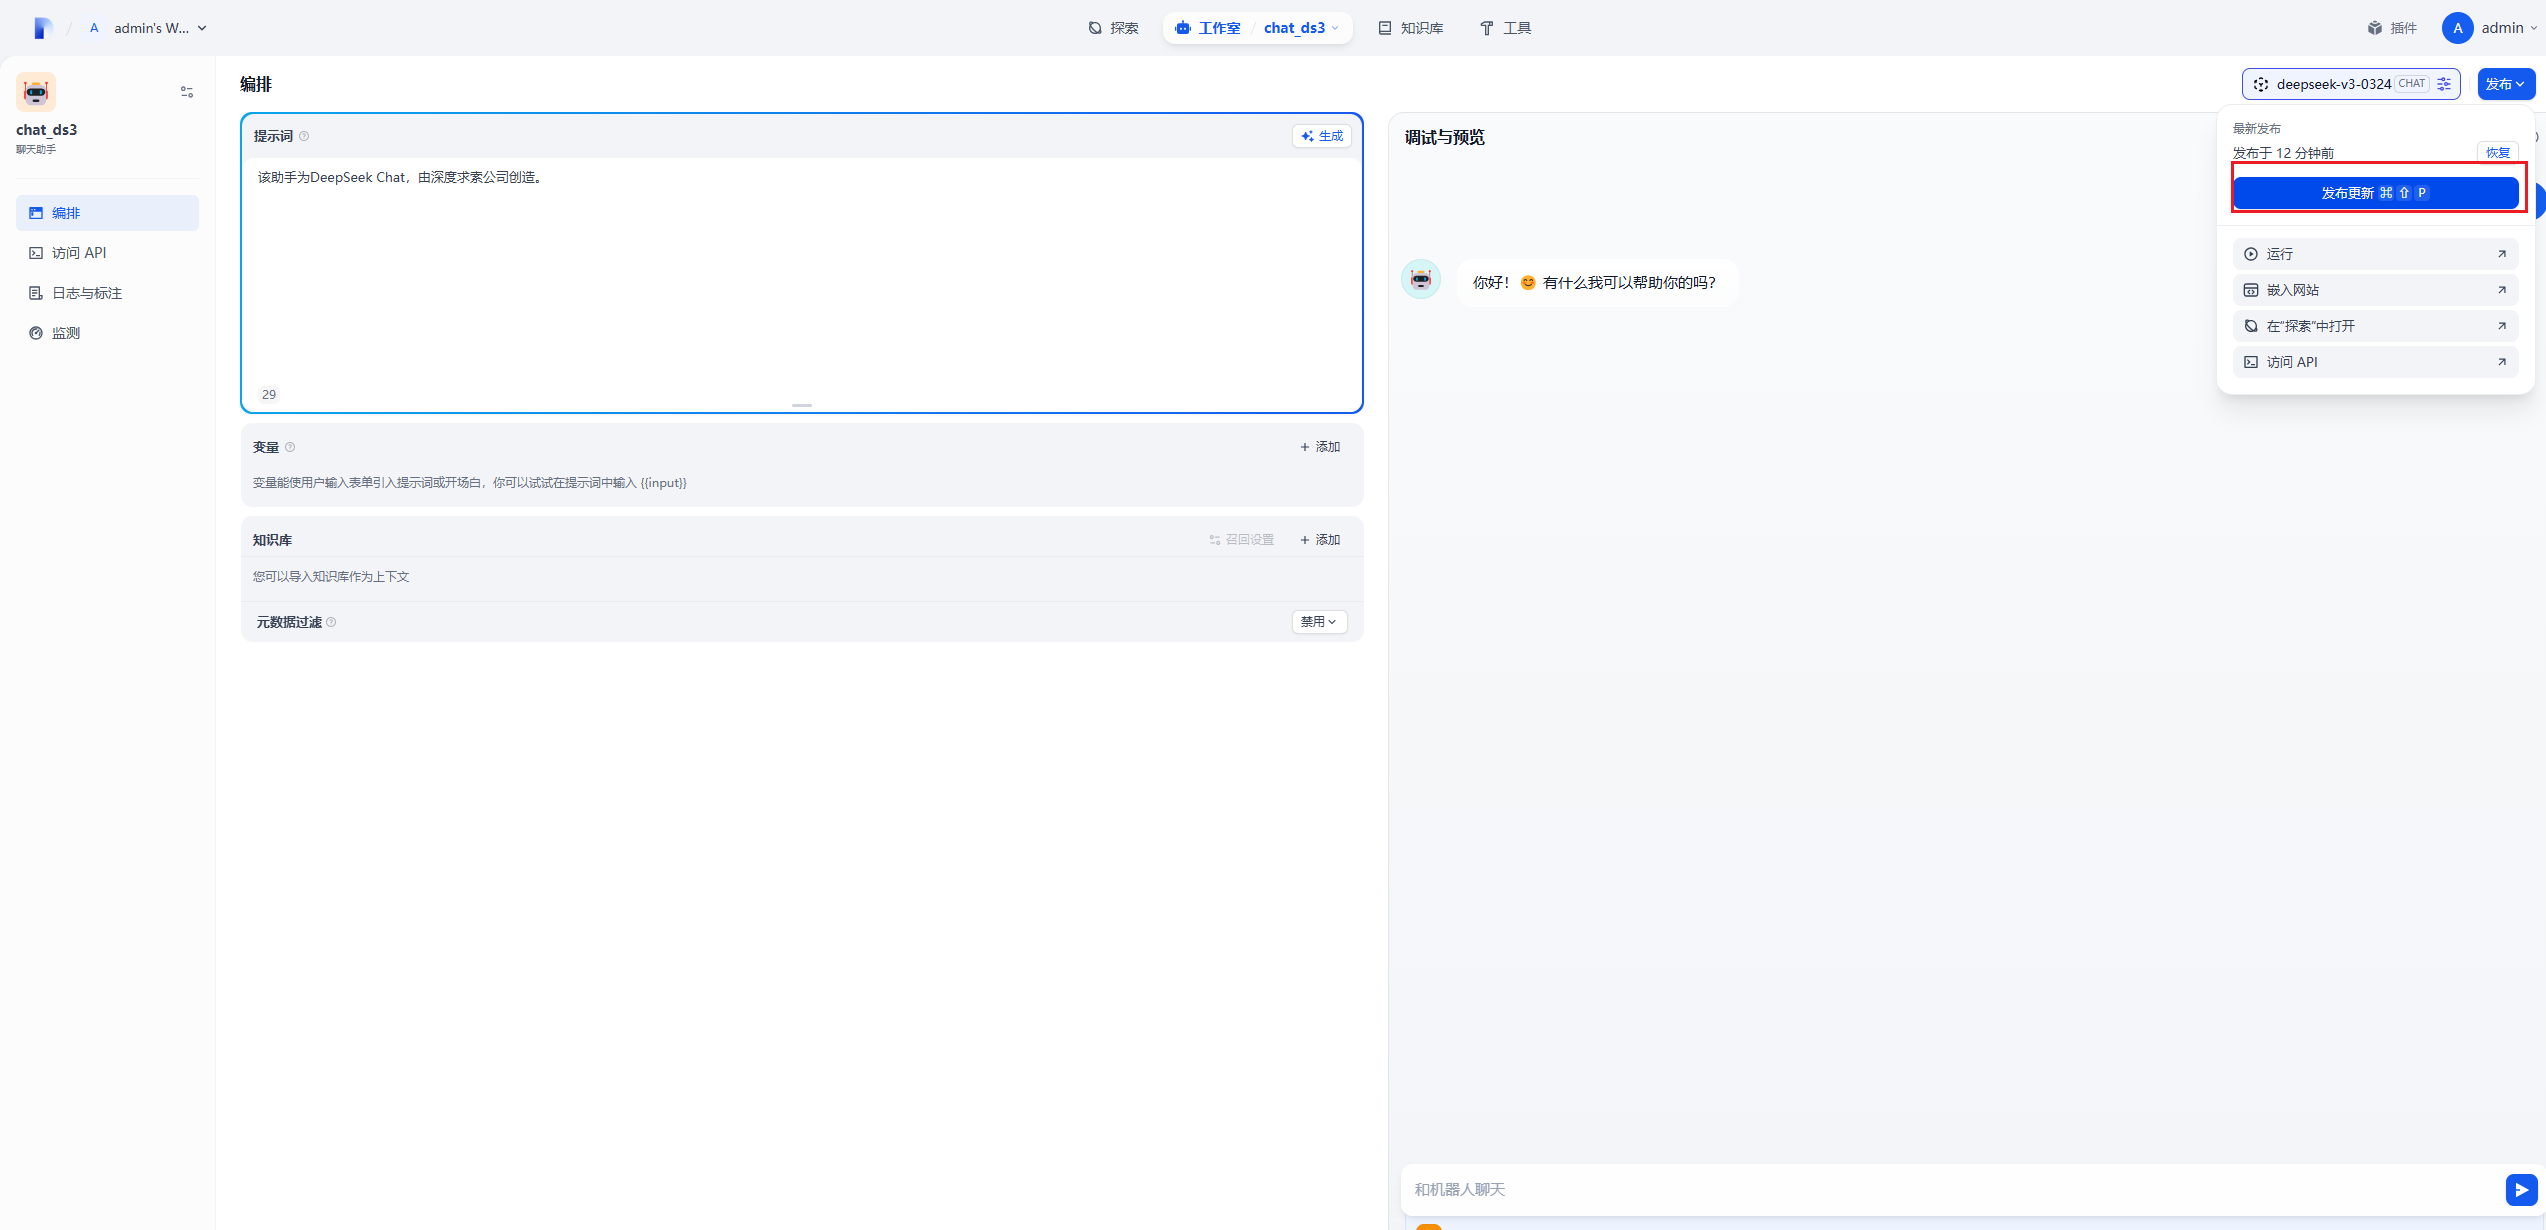 A admin's W...
探索
工作室 / chat_ds3
知识库
工具
插件
A admin
chat_ds3
聊天助手
编排
访问 API
日志与标注
监测
编排
deepseek-v3-0324 CHAT
发布
提示词
生成
该助手为DeepSeek Chat，由深度求索公司创造。
29
变量
+ 添加
变量能使用户输入表单引入提示词或开场白，你可以试试在提示词中输入 {{input}}
知识库
召回设置
+ 添加
您可以导入知识库作为上下文
元数据过滤
禁用
调试与预览
你好！😊 有什么我可以帮助你的吗？
最新发布
发布于 12 分钟前
恢复
发布更新 ⌘ ⇧ P
运行
嵌入网站
在"探索"中打开
访问 API
和机器人聊天